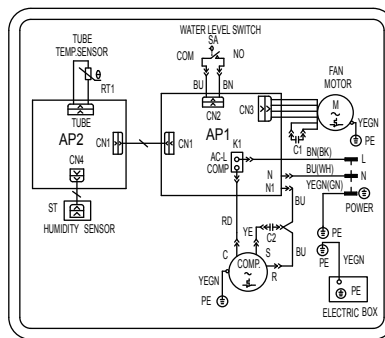 WATER LEVEL SWITCH
SA
COM NO
BU BN
TUBE
TEMP.SENSOR
θ
RT1
TUBE
AP2
CN1
CN4
ST
HUMIDITY SENSOR
CN2
CN3
AP1
CN1
K1
AC-L
COMP
N
N1
FAN
MOTOR
M
YEGN
PE
C1
BN(BK) L
BU(WH) N
YEGN(GN)
POWER
BU
RD
YE
C2
C
S
COMP.
R
BU
YEGN
PE
PE
PE
YEGN
PE
ELECTRIC BOX